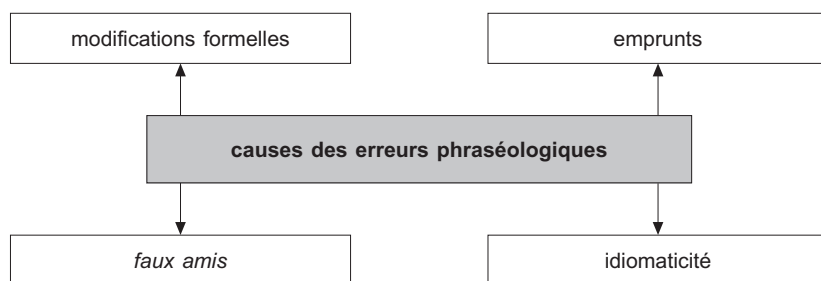 modifications formelles
emprunts
causes des erreurs phraséologiques
faux amis
idiomaticité